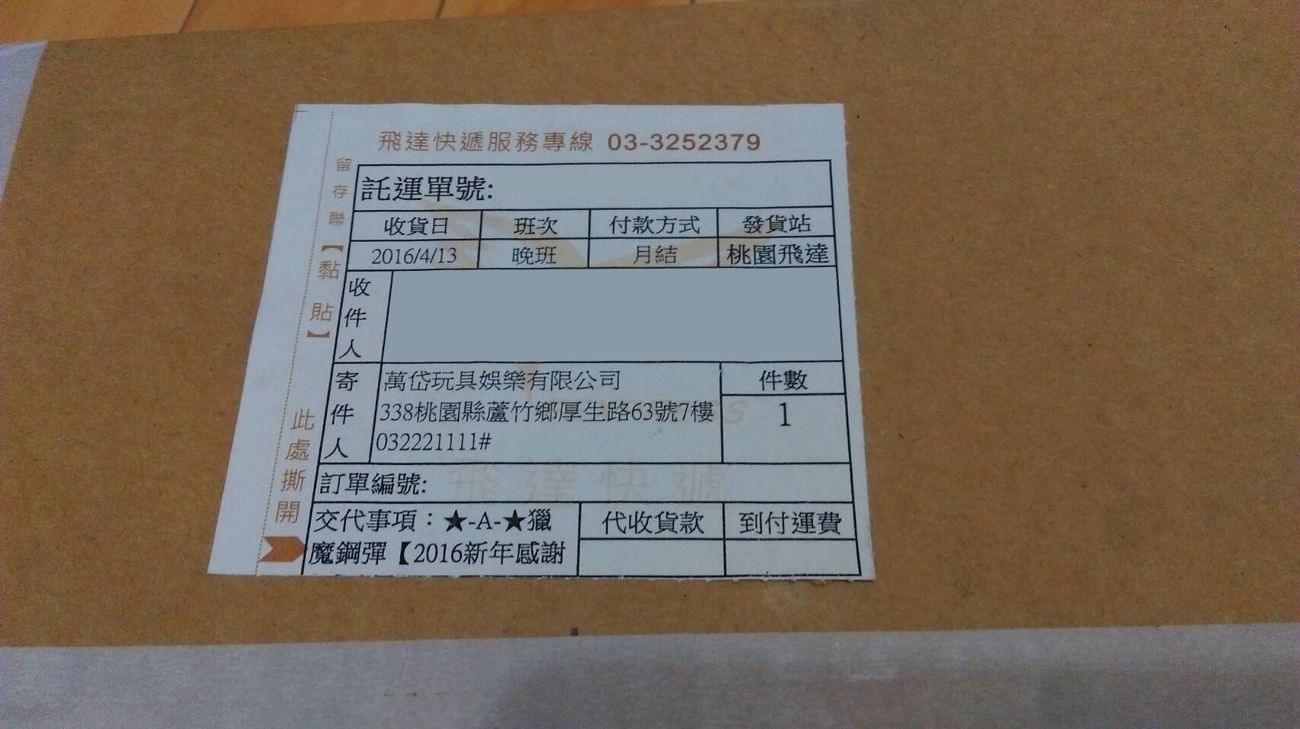 飛達快遞服務專線 03-3252379
留存聯【黏貼】
託運單號:
收貨日 班次 付款方式 發貨站
2016/4/13 晚班 月結 桃園飛達
收件人
寄件人
萬岱玩具娛樂有限公司
338桃園縣蘆竹鄉厚生路63號7樓
032221111#
件數
1
此處撕開
飛達快號
訂單編號:
交代事項：★-A-★獵
魔鋼彈【2016新年感謝
代收貨款 到付運費